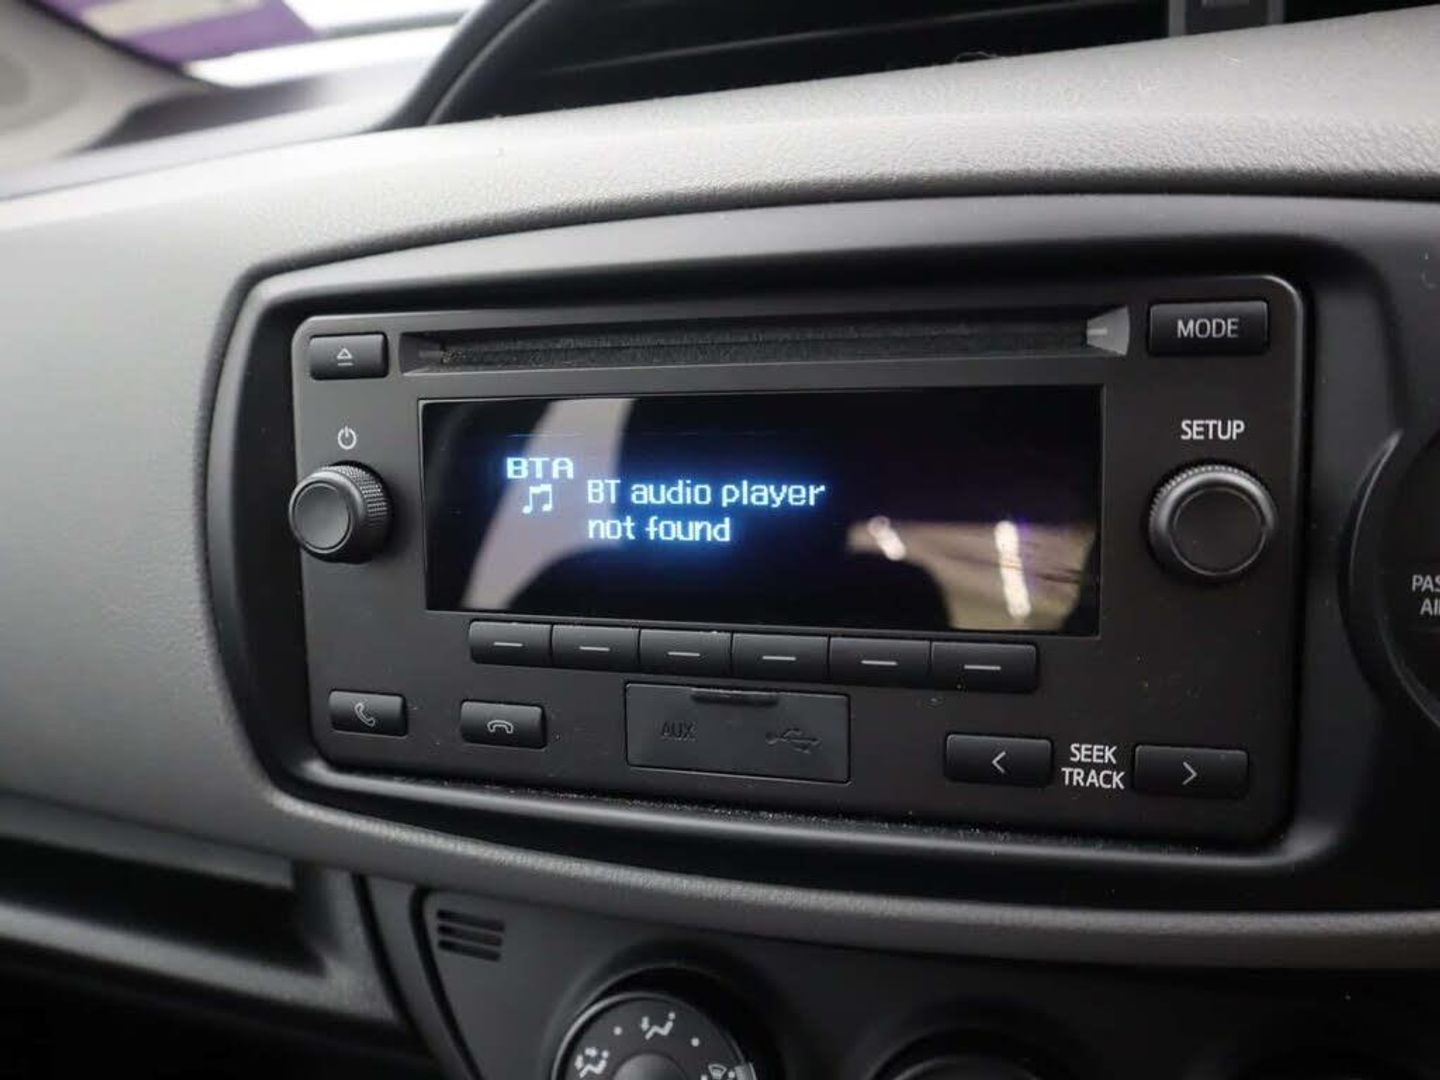 MODE
SETUP
BTA
BT audio player
not found
AUX
SEEK
TRACK